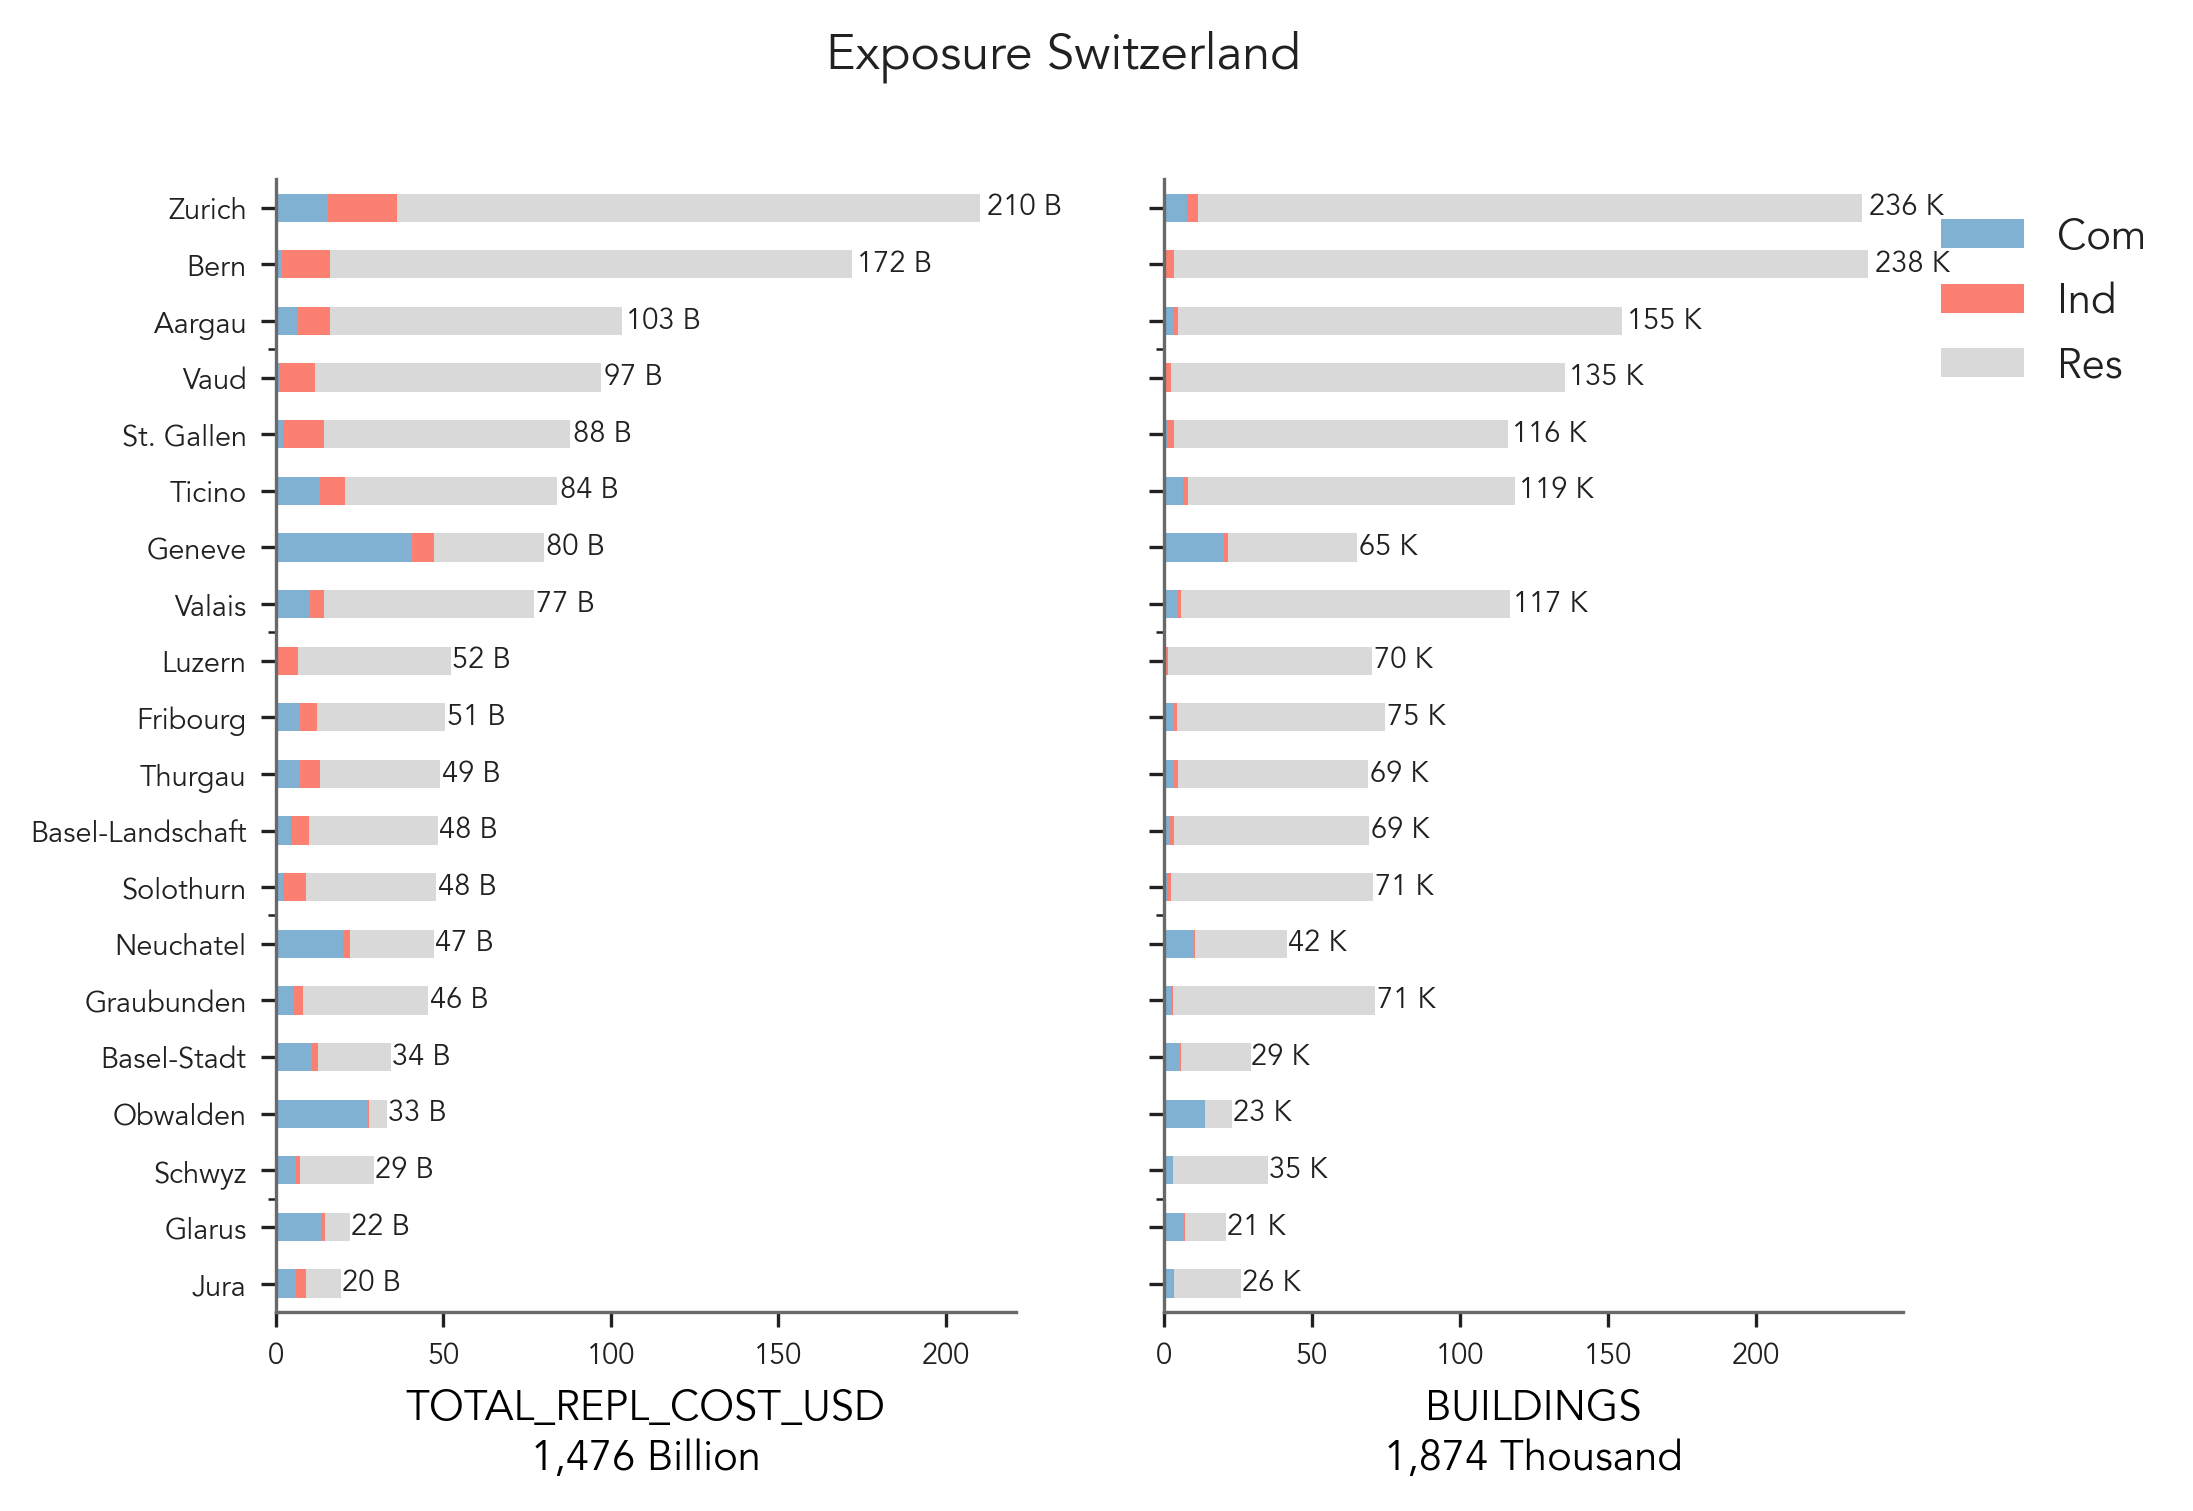 Exposure Switzerland
Zurich 210 B 236 K
Bern 172 B 238 K
Aargau 103 B 155 K
Vaud 97 B 135 K
St. Gallen 88 B 116 K
Ticino 84 B 119 K
Geneve 80 B 65 K
Valais 77 B 117 K
Luzern 52 B 70 K
Fribourg 51 B 75 K
Thurgau 49 B 69 K
Basel-Landschaft 48 B 69 K
Solothurn 48 B 71 K
Neuchatel 47 B 42 K
Graubunden 46 B 71 K
Basel-Stadt 34 B 29 K
Obwalden 33 B 23 K
Schwyz 29 B 35 K
Glarus 22 B 21 K
Jura 20 B 26 K
0 50 100 150 200
0 50 100 150 200
TOTAL_REPL_COST_USD
1,476 Billion
BUILDINGS
1,874 Thousand
Com
Ind
Res